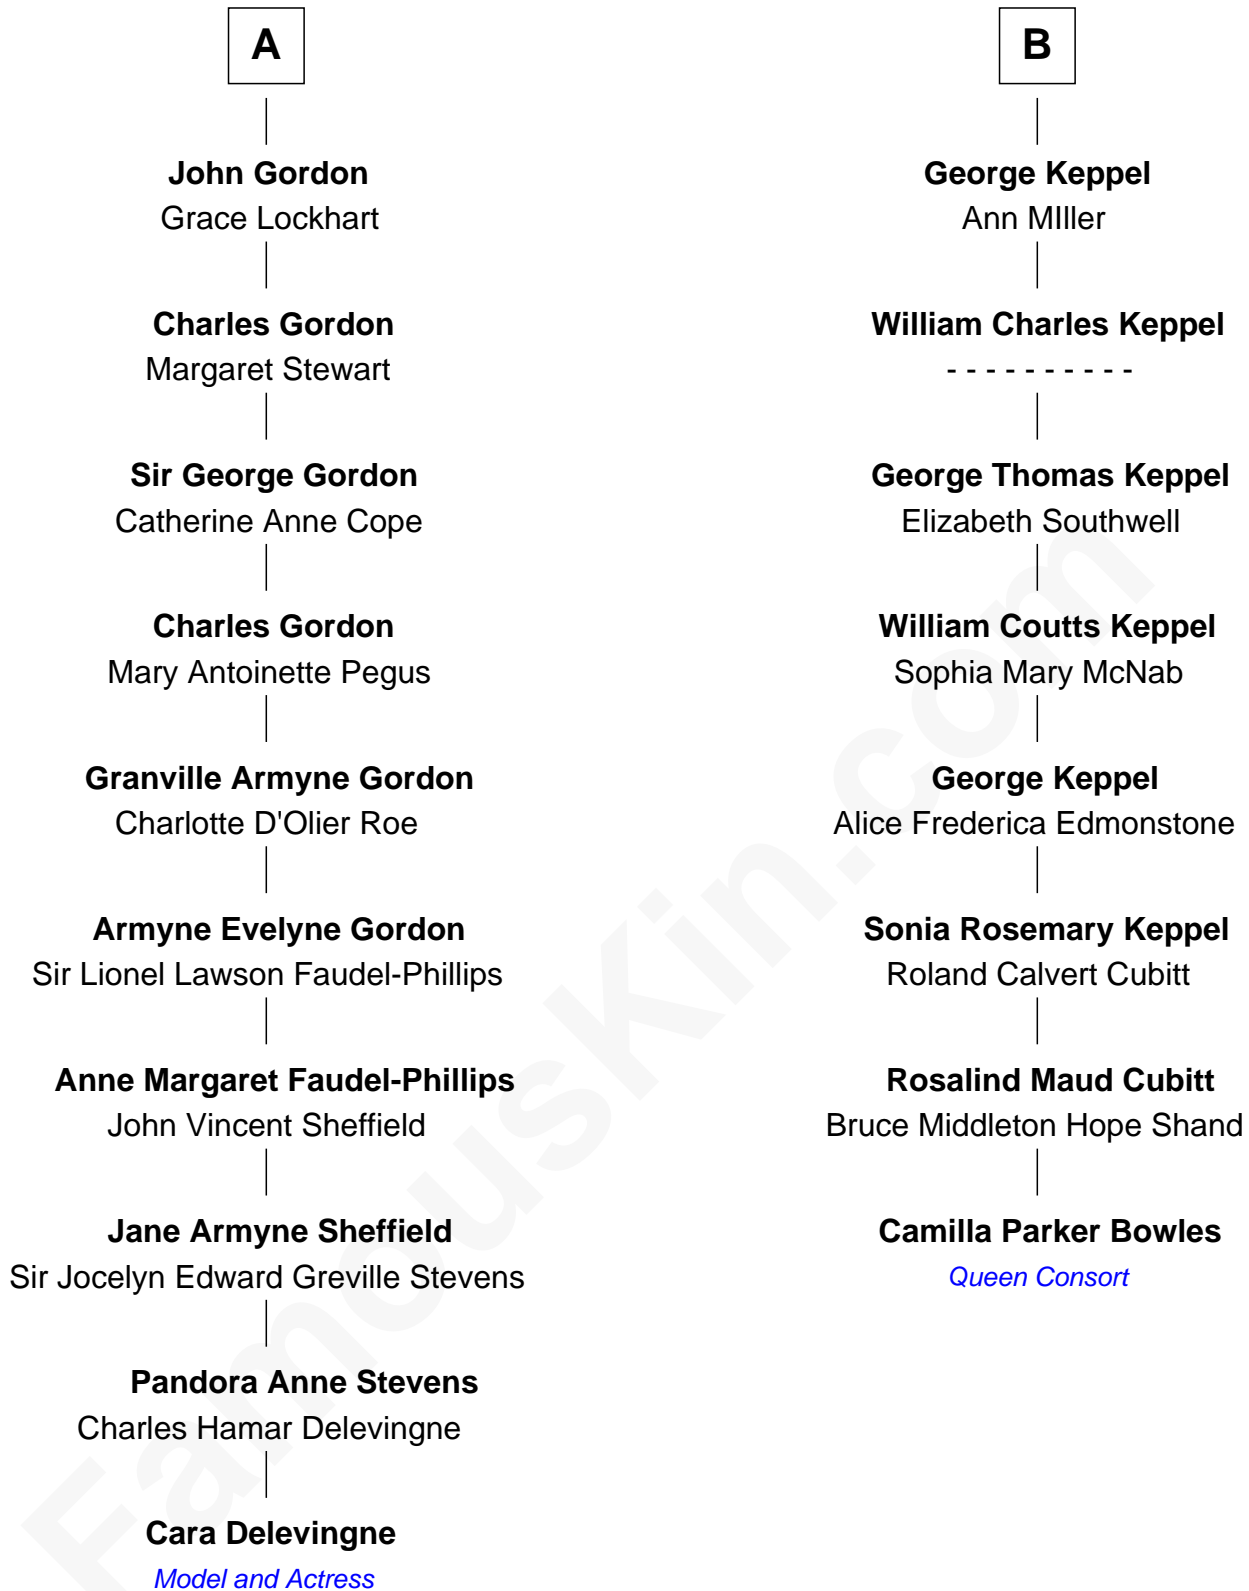 A
John Gordon
Grace Lockhart
Charles Gordon
Margaret Stewart
Sir George Gordon
Catherine Anne Cope
Charles Gordon
Mary Antoinette Pegus
Granville Armyne Gordon
Charlotte D'Olier Roe
Armyne Evelyne Gordon
Sir Lionel Lawson Faudel-Phillips
Anne Margaret Faudel-Phillips
John Vincent Sheffield
Jane Armyne Sheffield
Sir Jocelyn Edward Greville Stevens
Pandora Anne Stevens
Charles Hamar Delevingne
Cara Delevingne
Model and Actress
B
George Keppel
Ann MIller
William Charles Keppel
- - - - - - - - - -
George Thomas Keppel
Elizabeth Southwell
William Coutts Keppel
Sophia Mary McNab
George Keppel
Alice Frederica Edmonstone
Sonia Rosemary Keppel
Roland Calvert Cubitt
Rosalind Maud Cubitt
Bruce Middleton Hope Shand
Camilla Parker Bowles
Queen Consort
FamousKin.com